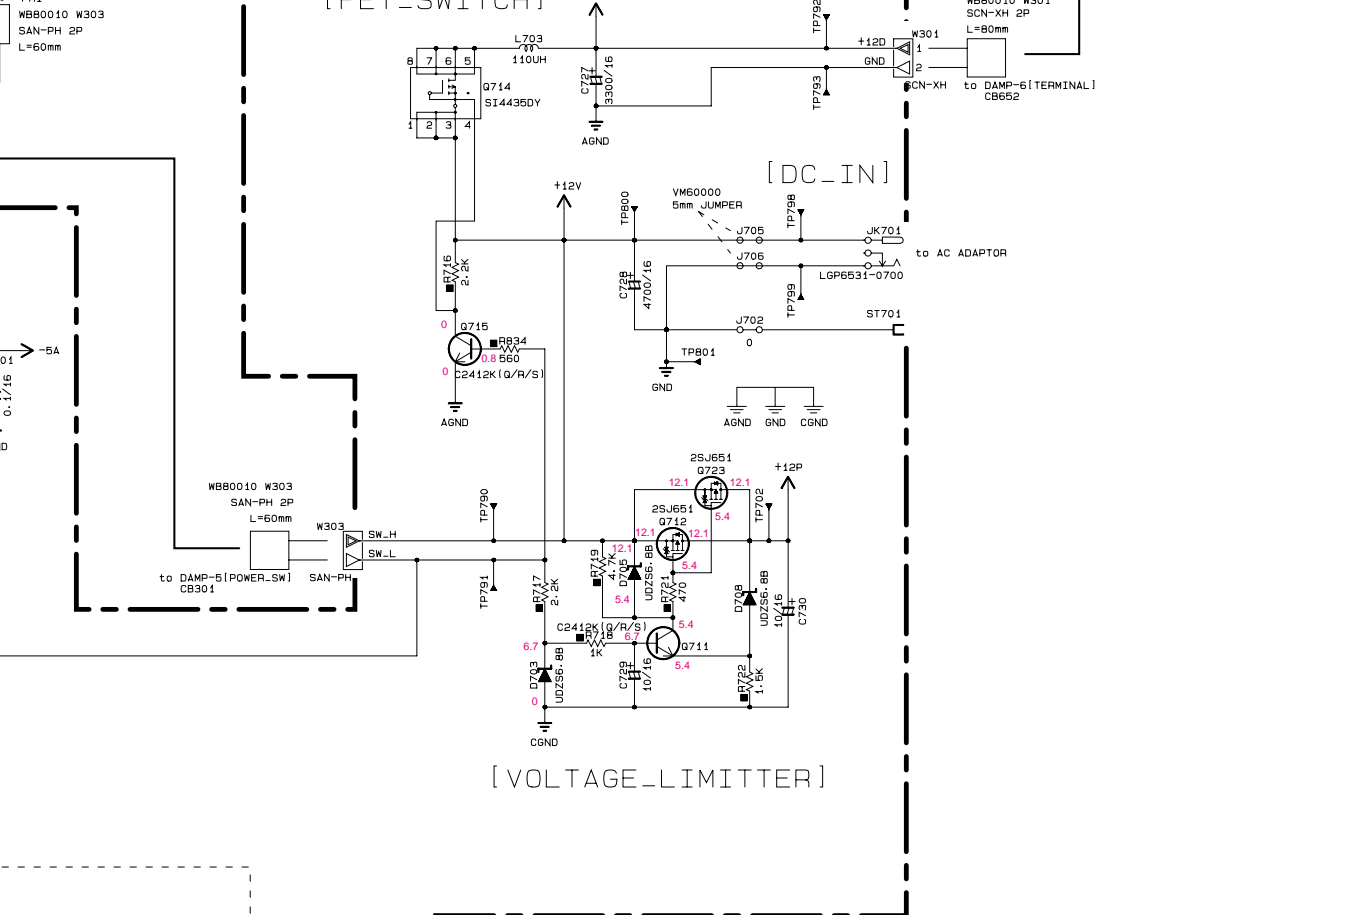 [FET_SWITCH]
WB80010 W303
SAN-PH 2P
L=60mm
WB80010 W301
SCN-XH 2P
L=80mm
TP792
L703
110UH
+12D
W301
1
GND
2
SCN-XH
to DAMP-6[TERMINAL]
CB652
8 7 6 5
Q714
SI4435DY
1 2 3 4
C727
3300/16
+
AGND
TP793
[DC_IN]
+12V
TP800
VM60000
5mm JUMPER
TP798
J705
JK701
to AC ADAPTOR
J706
LGP6531-0700
R716
2.2K
C728
4700/16
+
TP799
ST701
J702
0
TP801
GND
0
Q715
R834
0.8 560
0
C2412K(Q/R/S)
AGND
-5A
01
0.1/16
AGND GND CGND
WB80010 W303
SAN-PH 2P
L=60mm
W303
SW_H
SW_L
to DAMP-5[POWER_SW]
CB301
SAN-PH
TP790
TP791
2SJ651
Q723
12.1
12.1
5.4
+12P
TP702
2SJ651
Q712
12.1
12.1
12.1
5.4
R719
4.7K
D705
UDZS6.8B
5.4
R721
470
D708
UDZS6.8B
10/16
+
C730
R717
2.2K
C2412K(Q/R/S)
R718
1K
6.7
6.7
5.4
Q711
5.4
D703
UDZS6.8B
0
C729
10/16
+
R722
1.5K
CGND
[VOLTAGE_LIMITTER]